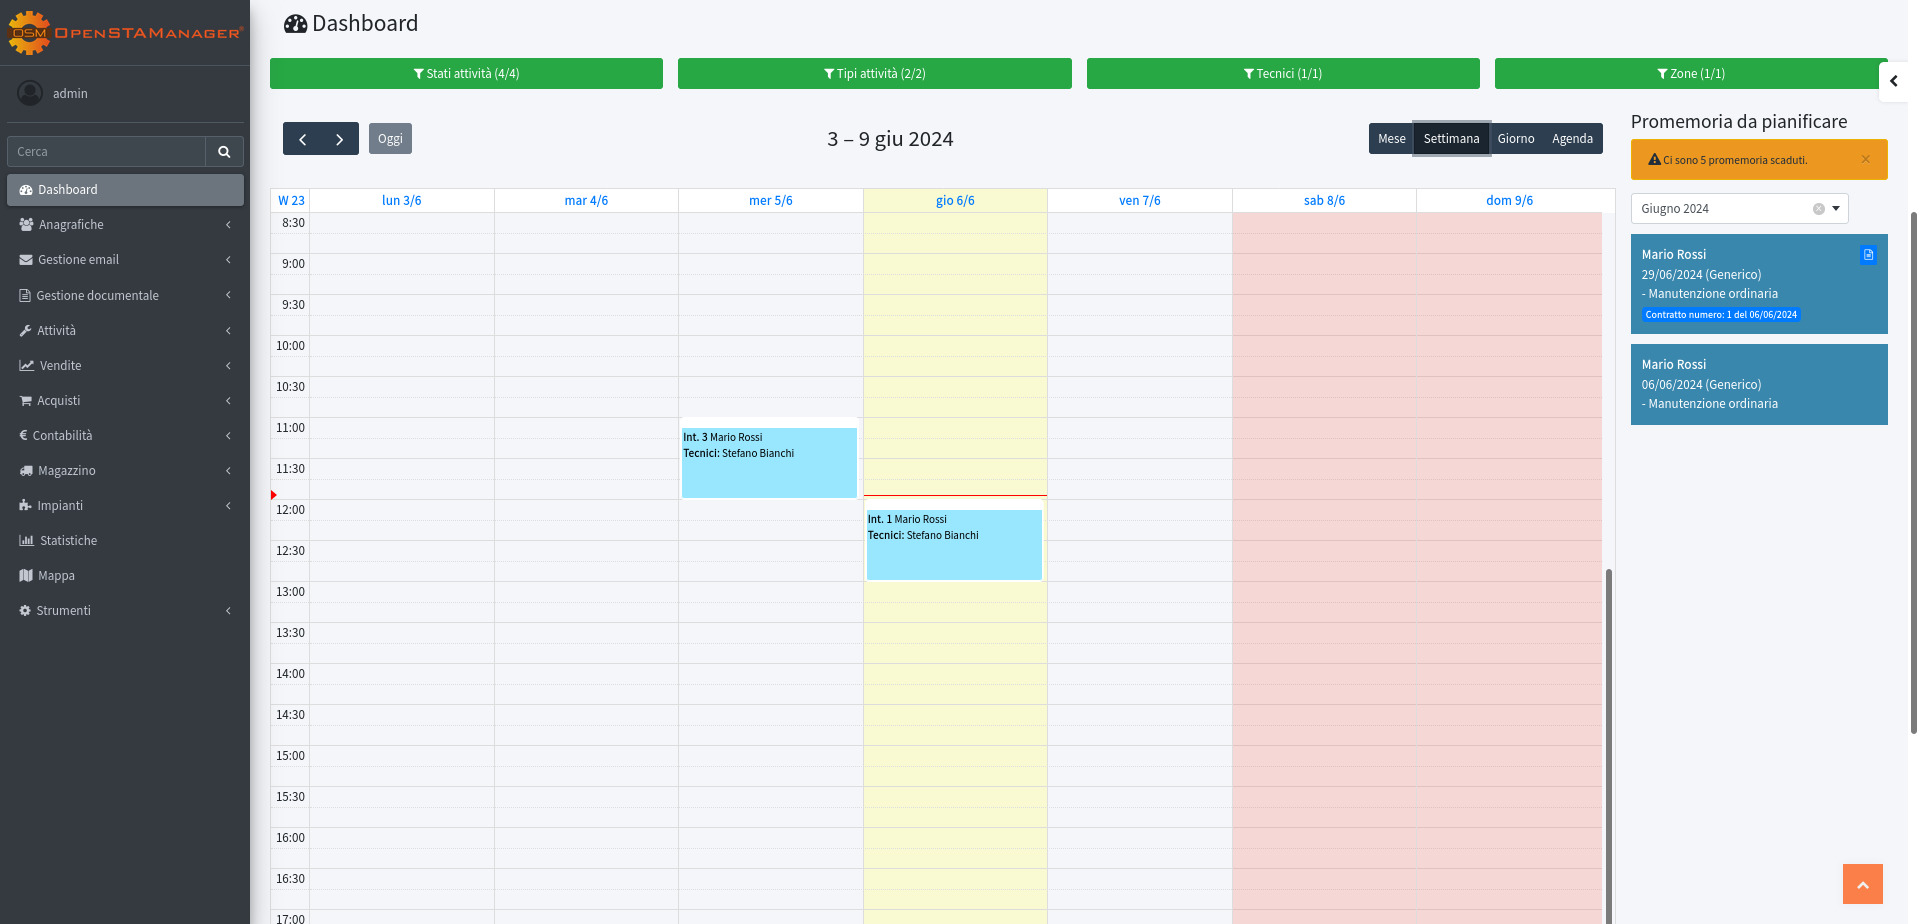 OSM OPENSTAMANAGER®
admin
Cerca
Dashboard
Anagrafiche
Gestione email
Gestione documentale
Attività
Vendite
Acquisti
€ Contabilità
Magazzino
Impianti
Statistiche
Mappa
Strumenti
Dashboard
Stati attività (4/4)
Tipi attività (2/2)
Tecnici (1/1)
Zone (1/1)
Oggi
3 – 9 giu 2024
Mese Settimana Giorno Agenda
W 23 lun 3/6 mar 4/6 mer 5/6 gio 6/6 ven 7/6 sab 8/6 dom 9/6
8:30
9:00
9:30
10:00
10:30
11:00
Int. 3 Mario Rossi
Tecnici: Stefano Bianchi
11:30
12:00
Int. 1 Mario Rossi
Tecnici: Stefano Bianchi
12:30
13:00
13:30
14:00
14:30
15:00
15:30
16:00
16:30
17:00
Promemoria da pianificare
Ci sono 5 promemoria scaduti. ×
Giugno 2024
Mario Rossi
29/06/2024 (Generico)
- Manutenzione ordinaria
Contratto numero: 1 del 06/06/2024
Mario Rossi
06/06/2024 (Generico)
- Manutenzione ordinaria